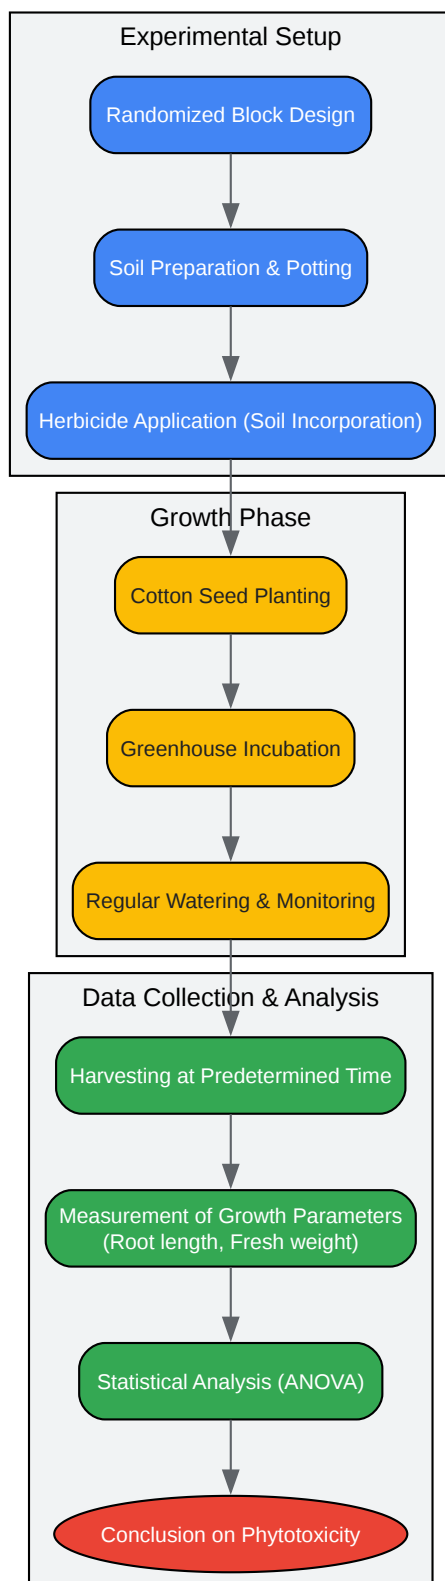 Experimental Setup
Randomized Block Design
Soil Preparation & Potting
Herbicide Application (Soil Incorporation)
Growth Phase
Cotton Seed Planting
Greenhouse Incubation
Regular Watering & Monitoring
Data Collection & Analysis
Harvesting at Predetermined Time
Measurement of Growth Parameters
(Root length, Fresh weight)
Statistical Analysis (ANOVA)
Conclusion on Phytotoxicity